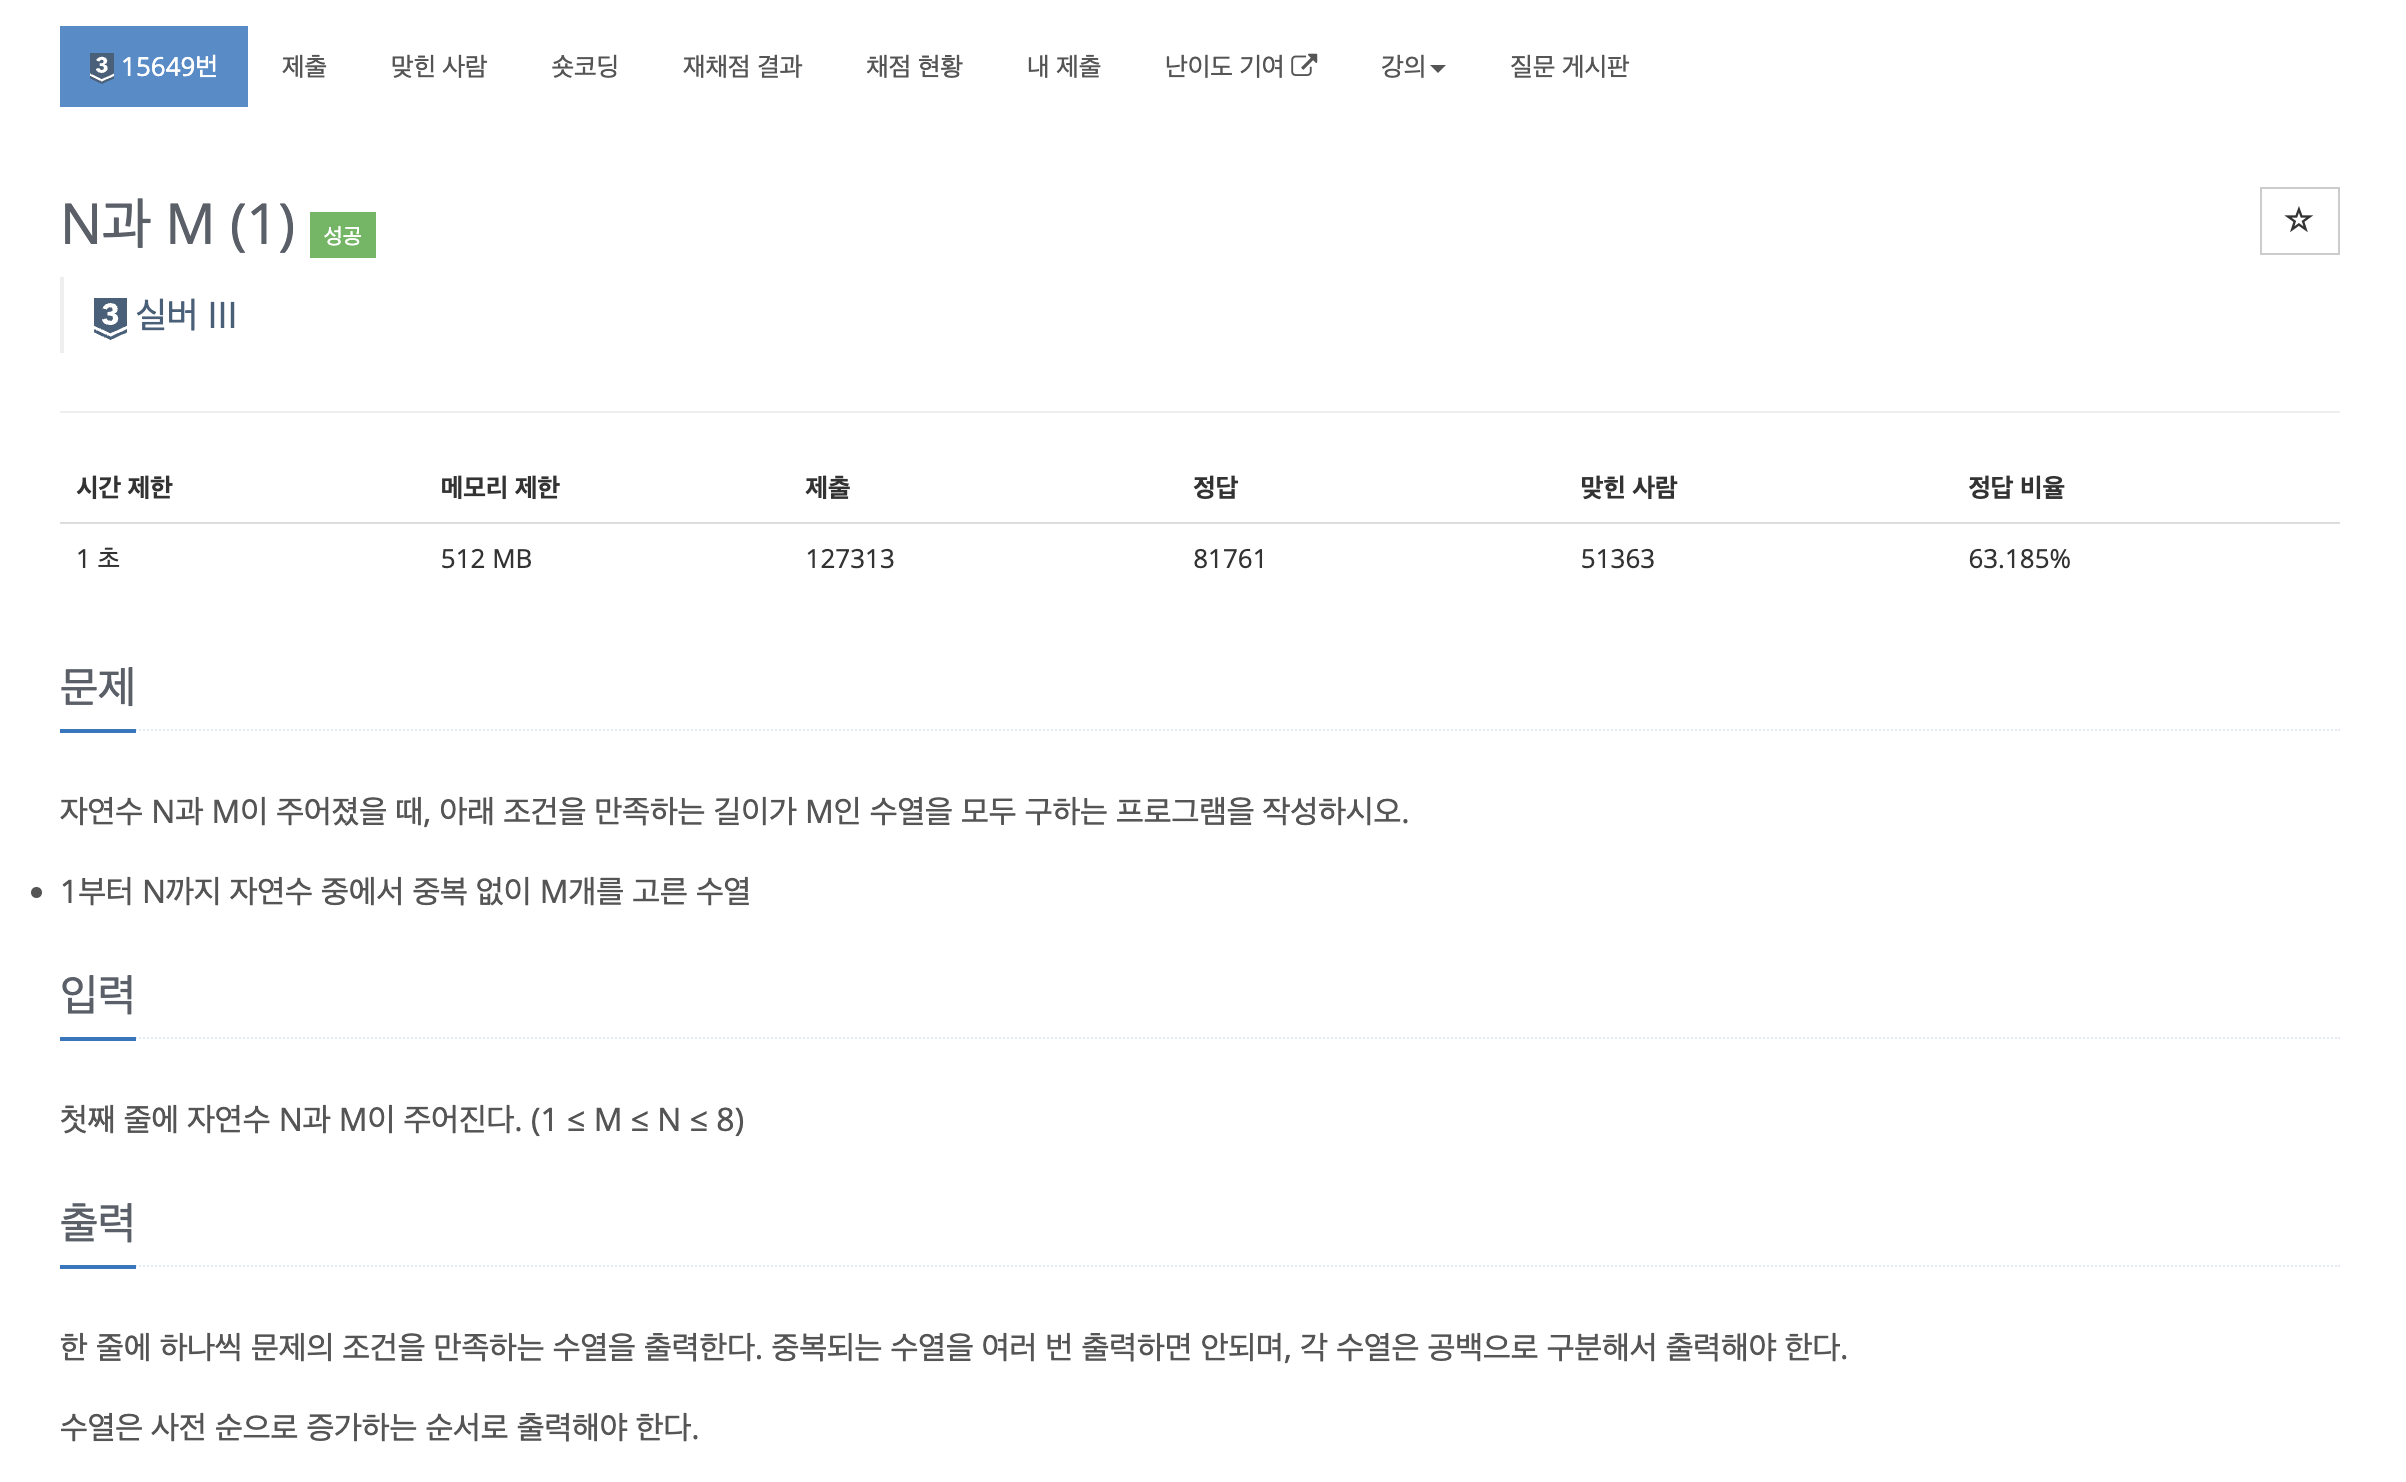 3 15649번 제출 맞힌 사람 숏코딩 재채점 결과 채점 현황 내 제출 난이도 기여 강의 질문 게시판
N과 M (1) 성공
3 실버 III
시간 제한 메모리 제한 제출 정답 맞힌 사람 정답 비율
1 초 512 MB 127313 81761 51363 63.185%
문제
자연수 N과 M이 주어졌을 때, 아래 조건을 만족하는 길이가 M인 수열을 모두 구하는 프로그램을 작성하시오.
• 1부터 N까지 자연수 중에서 중복 없이 M개를 고른 수열
입력
첫째 줄에 자연수 N과 M이 주어진다. (1 ≤ M ≤ N ≤ 8)
출력
한 줄에 하나씩 문제의 조건을 만족하는 수열을 출력한다. 중복되는 수열을 여러 번 출력하면 안되며, 각 수열은 공백으로 구분해서 출력해야 한다.
수열은 사전 순으로 증가하는 순서로 출력해야 한다.